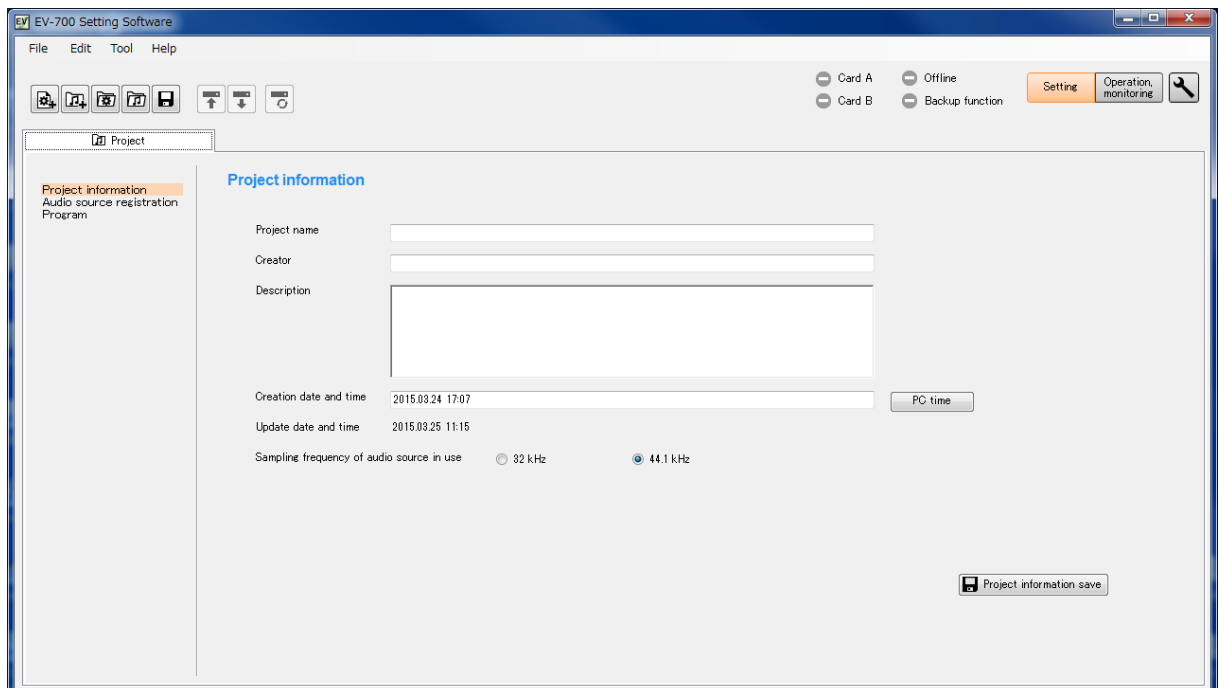 EV EV-700 Setting Software
File Edit Tool Help
Card A Offline
Card B Backup function
Setting
Operation,
monitoring
Project
Project information
Audio source registration
Program
Project information
Project name
Creator
Description
Creation date and time 2015.03.24 17:07 PC time
Update date and time 2015.03.25 11:15
Sampling frequency of audio source in use 32 kHz 44.1 kHz
Project information save